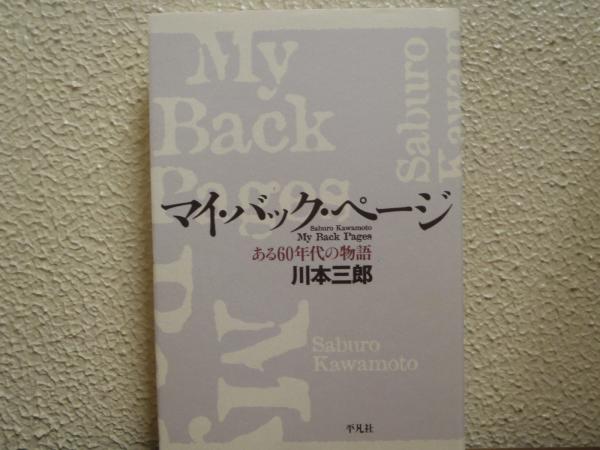 My
Back
Pages
Saburo
Kawam
マイ・バック・ページ
Saburo Kawamoto
My Back Pages
ある60年代の物語
川本三郎
M
Saburo
Kawamoto
平凡社